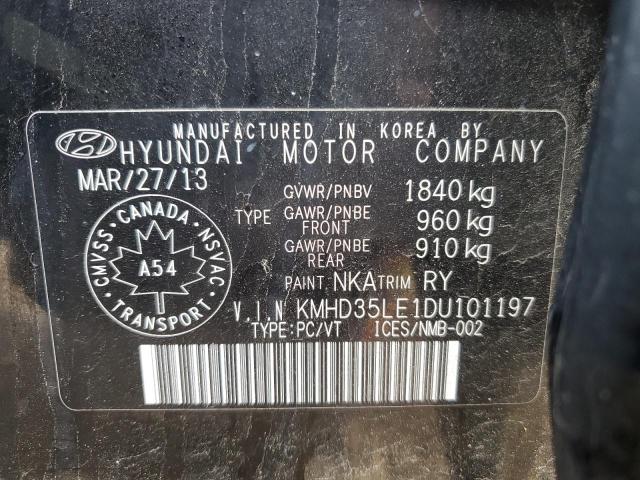 MANUFACTURED IN KOREA BY
HYUNDAI MOTOR COMPANY
MAR/27/13
GVWR/PNBV 1840 kg
TYPE
GAWR/PNBE FRONT 960 kg
GAWR/PNBE REAR 910 kg
PAINT NKA TRIM RY
CMVSS · CANADA · NSVAC
A54
TRANSPORT
V.I.N KMHD35LE1DU101197
TYPE:PC/VT ICES/NMB-002